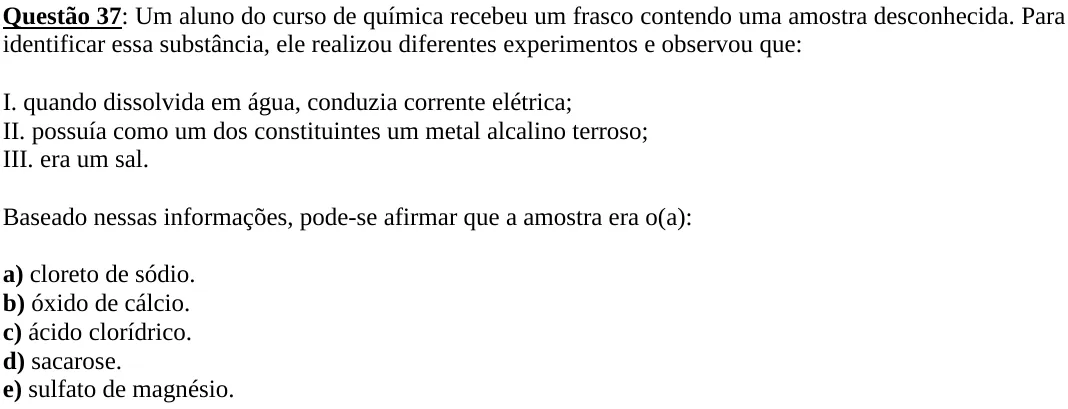 Questão 37: Um aluno do curso de química recebeu um frasco contendo uma amostra desconhecida. Para
identificar essa substância, ele realizou diferentes experimentos e observou que:
I. quando dissolvida em água, conduzia corrente elétrica;
II. possuía como um dos constituintes um metal alcalino terroso;
III. era um sal.
Baseado nessas informações, pode-se afirmar que a amostra era o(a):
a) cloreto de sódio.
b) óxido de cálcio.
c) ácido clorídrico.
d) sacarose.
e) sulfato de magnésio.